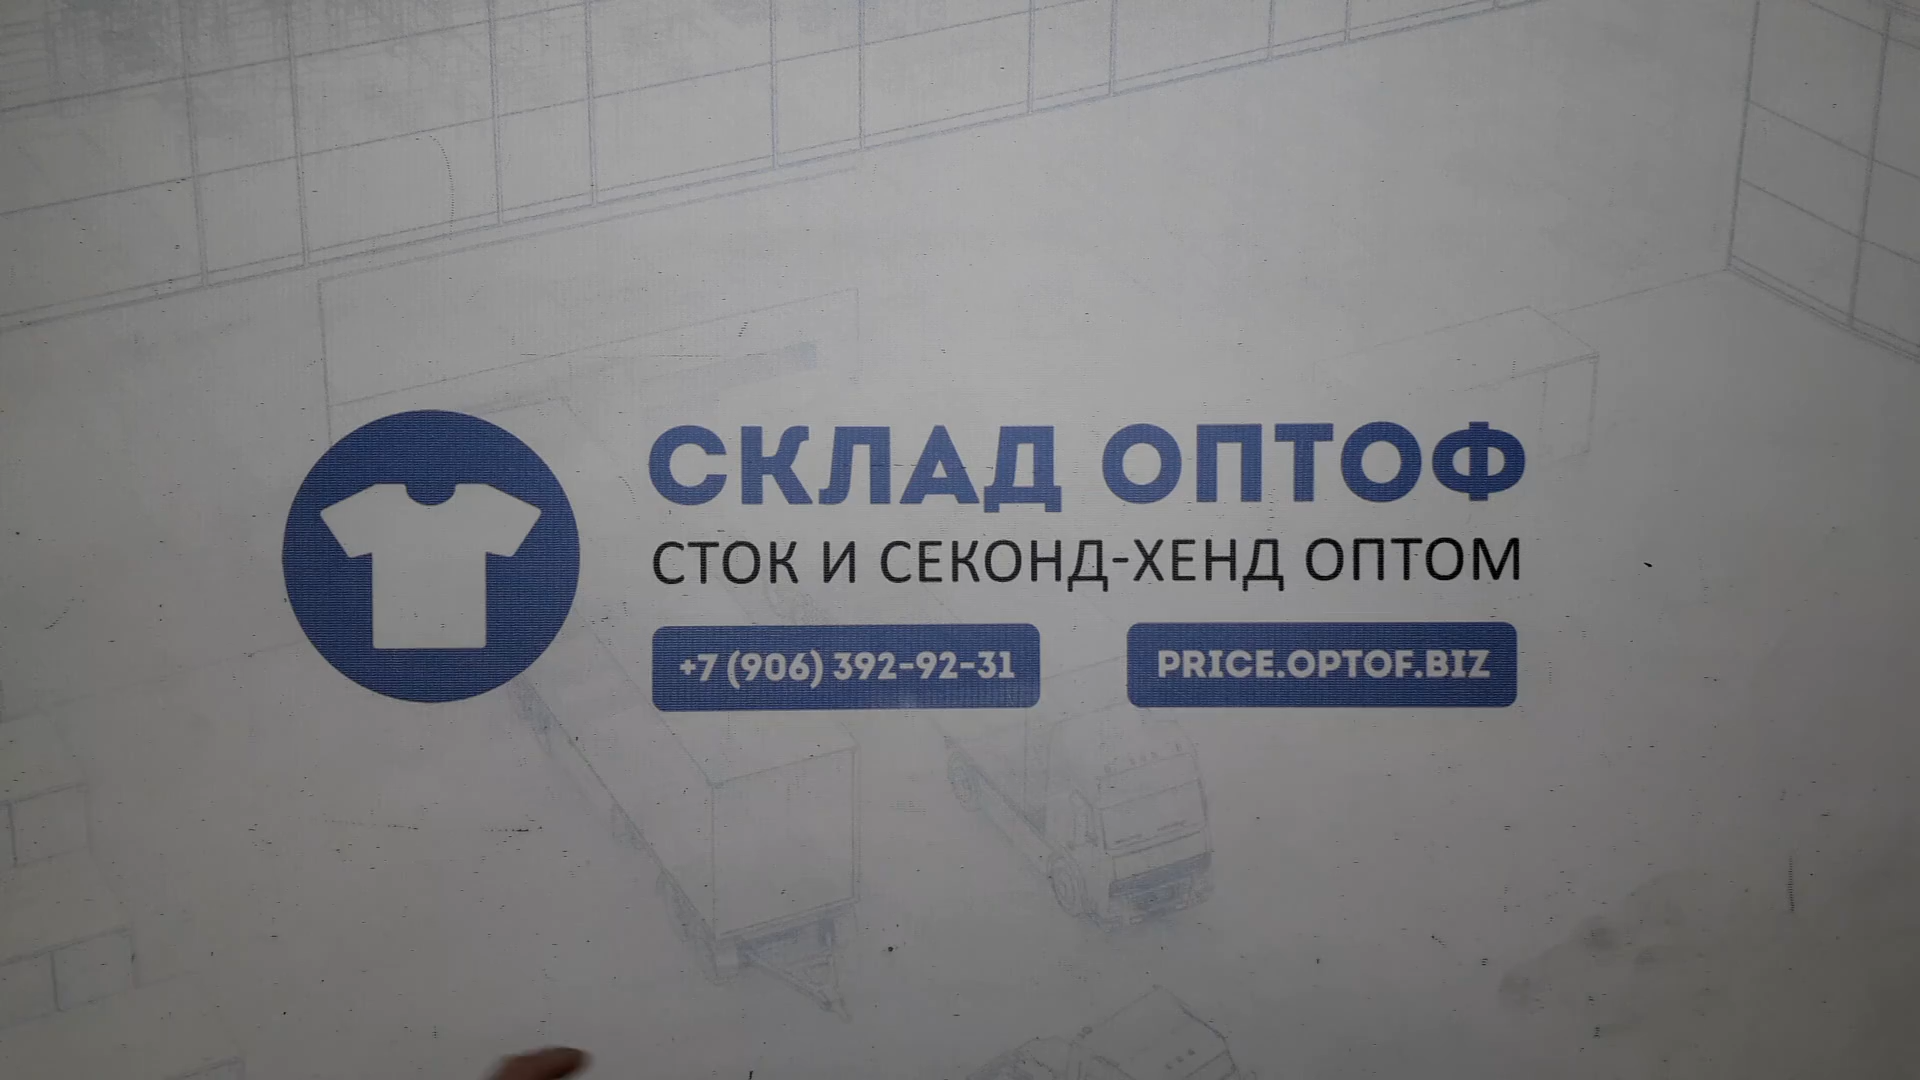 СКЛАД ОПТОФ
СТОК И СЕКОНД-ХЕНД ОПТОМ
+7 (906) 392-92-31
PRICE.OPTOF.BIZ